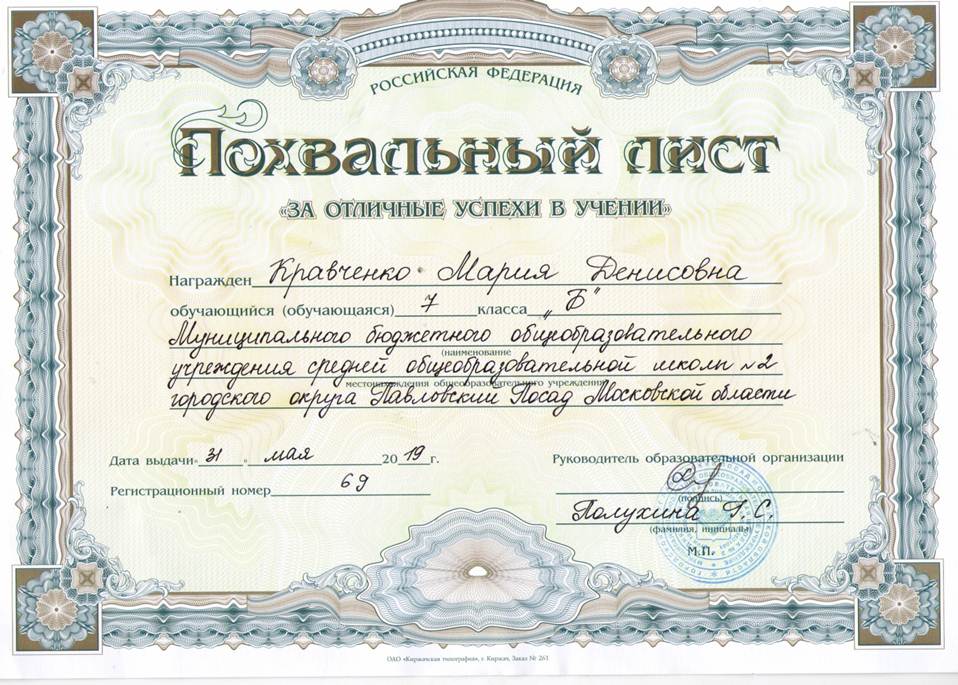 РОССИЙСКАЯ ФЕДЕРАЦИЯ
Похвальный лист
«ЗА ОТЛИЧНЫЕ УСПЕХИ В УЧЕНИИ»
Награжден Кравченко Мария Денисовна
обучающийся (обучающаяся) 7 класса „Б"
Муниципального бюджетного общеобразовательного
(наименование
учреждения средней общеобразовательной школы №2
местонахождения общеобразовательного учреждения)
городского округа Павловский Посад Московской области
Дата выдачи « 31 » мая 2019 г.
Руководитель образовательной организации
Регистрационный номер 69
(подпись)
Полухина Г. С.
(фамилия, инициалы)
М.П.
ОАО «Киржачская типография», г. Киржач, Заказ № 261